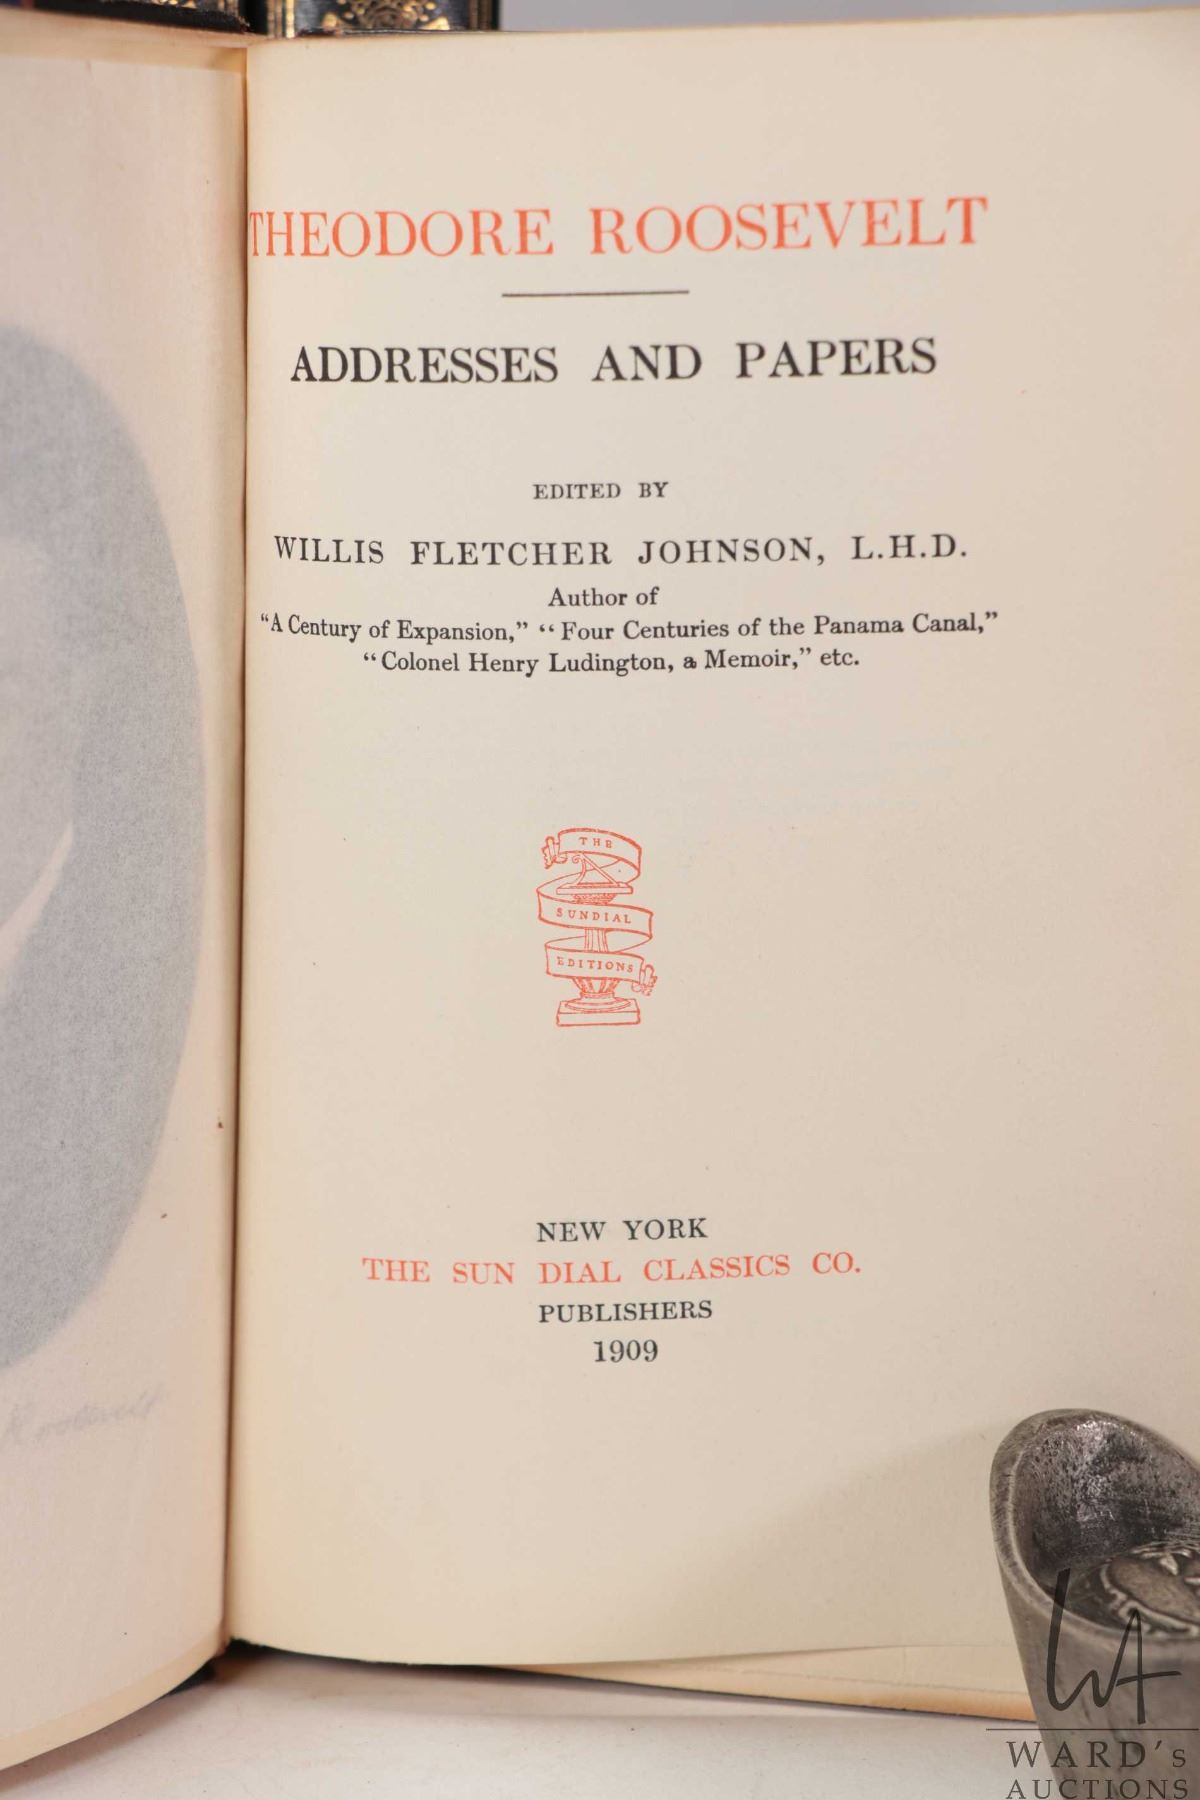 THEODORE ROOSEVELT
ADDRESSES AND PAPERS
EDITED BY
WILLIS FLETCHER JOHNSON, L.H.D.
Author of
"A Century of Expansion," "Four Centuries of the Panama Canal,"
"Colonel Henry Ludington, a Memoir," etc.
THE
SUNDIAL
EDITIONS
NEW YORK
THE SUN DIAL CLASSICS CO.
PUBLISHERS
1909
Roosevelt
WA
WARD's
AUCTIONS